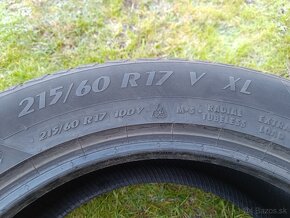 215/60 R17 V XL
215/60 R17 100V M+S RADIAL TUBELESS EXTRA LOAD
bazos.sk